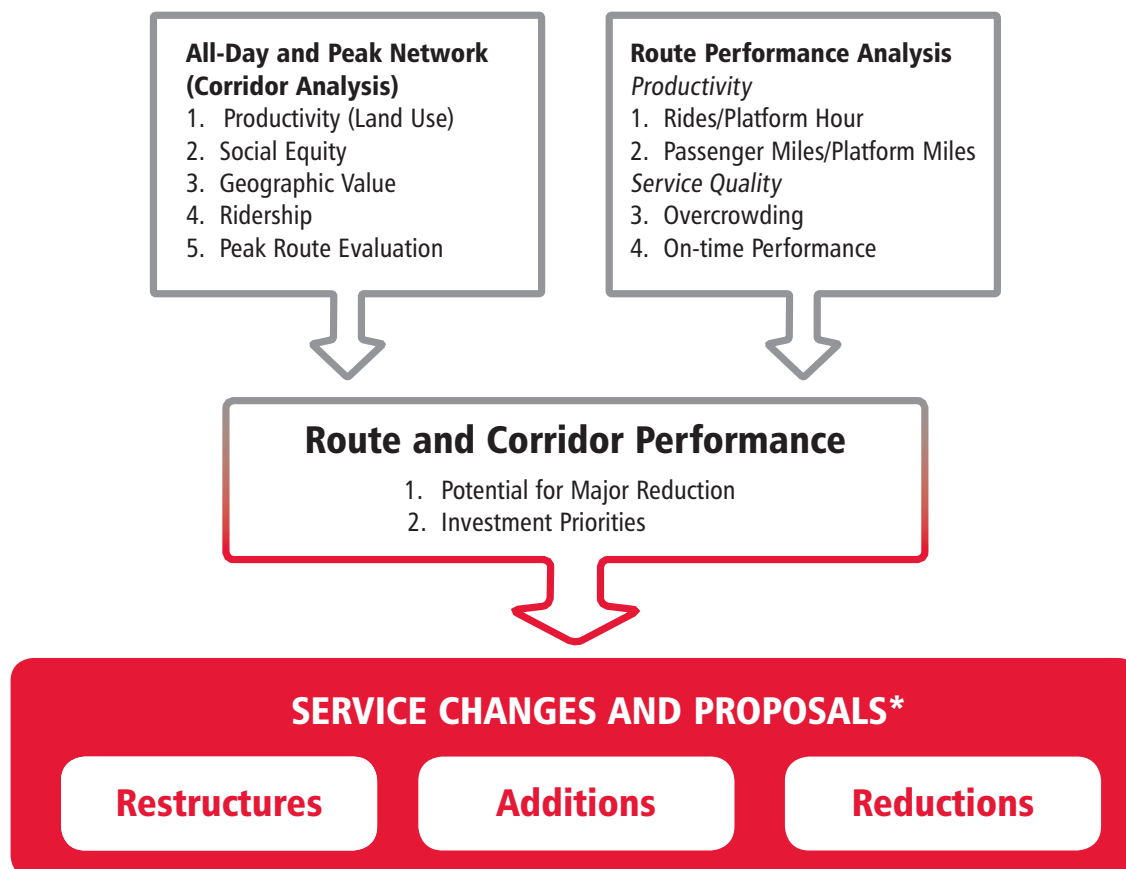 All-Day and Peak Network
(Corridor Analysis)
1. Productivity (Land Use)
2. Social Equity
3. Geographic Value
4. Ridership
5. Peak Route Evaluation
Route Performance Analysis
Productivity
1. Rides/Platform Hour
2. Passenger Miles/Platform Miles
Service Quality
3. Overcrowding
4. On-time Performance
Route and Corridor Performance
1. Potential for Major Reduction
2. Investment Priorities
SERVICE CHANGES AND PROPOSALS*
Restructures
Additions
Reductions